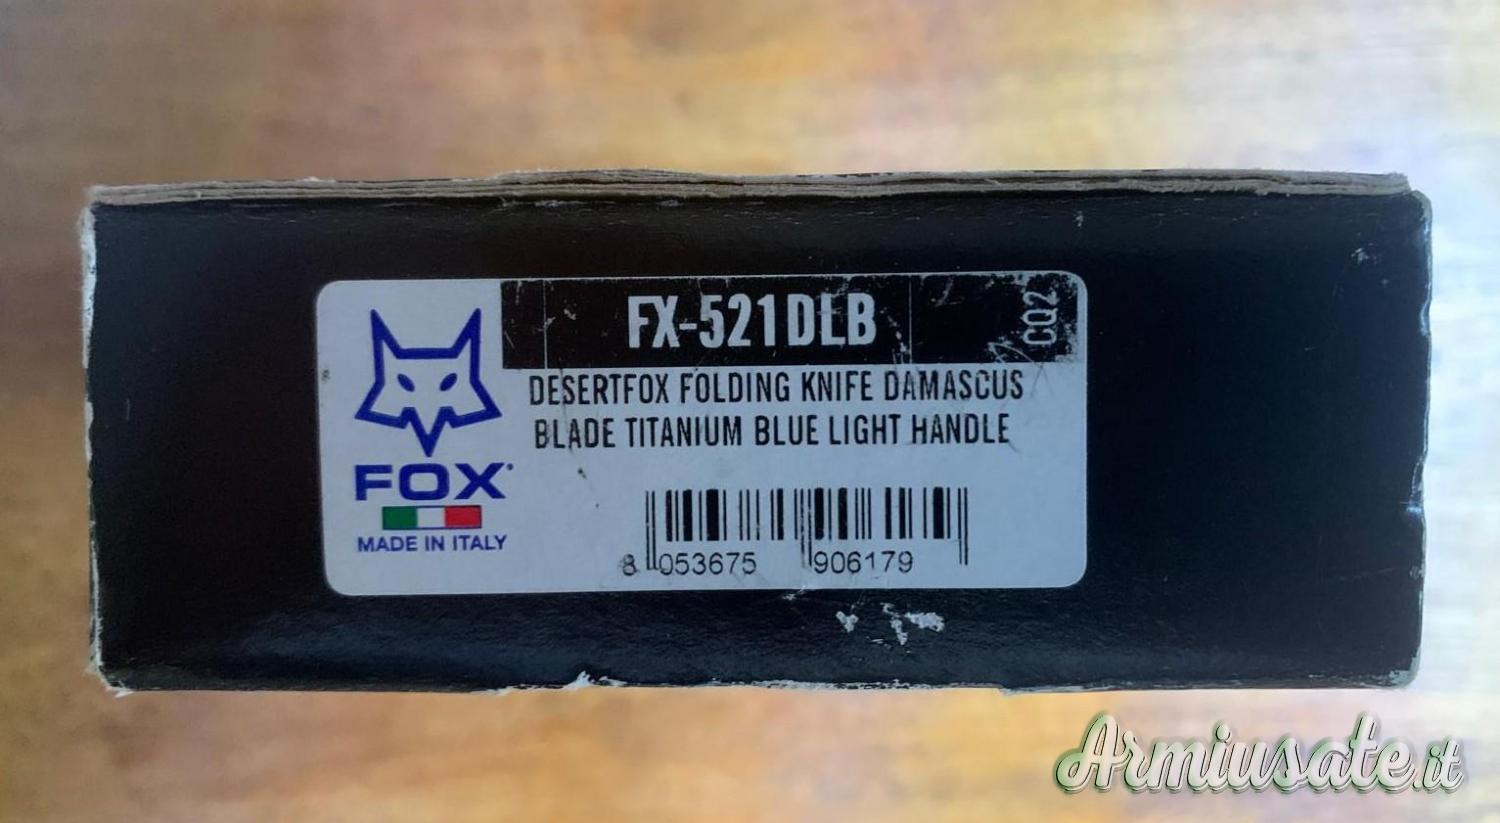 FX-521DLB
CQ2
DESERTFOX FOLDING KNIFE DAMASCUS
BLADE TITANIUM BLUE LIGHT HANDLE
FOX
MADE IN ITALY
8 053675 906179
Armiusate.it